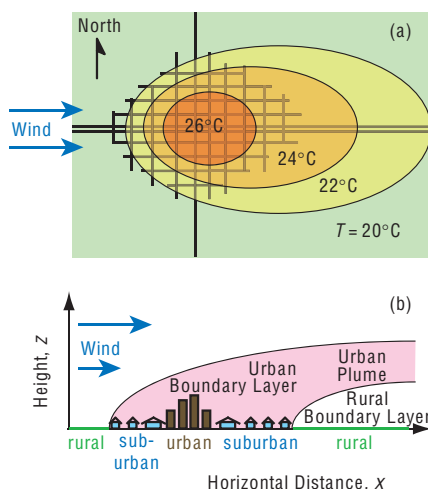 North
(a)
Wind
26°C
24°C
22°C
T = 20°C
(b)
Height, z
Wind
Urban
Boundary Layer
Urban
Plume
Rural
Boundary Layer
rural
sub-
urban
urban
suburban
rural
Horizontal Distance, x